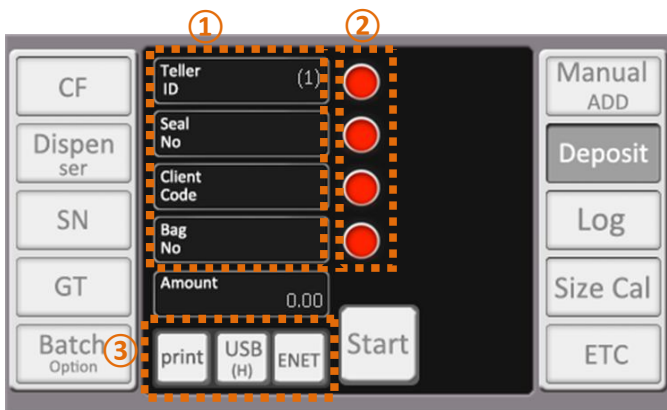 ① ②
CF
Dispen
ser
SN
GT
Batch
Option
Teller
ID (1)
Seal
No
Client
Code
Bag
No
Amount
0.00
③
print
USB
(H)
ENET
Start
Manual
ADD
Deposit
Log
Size Cal
ETC